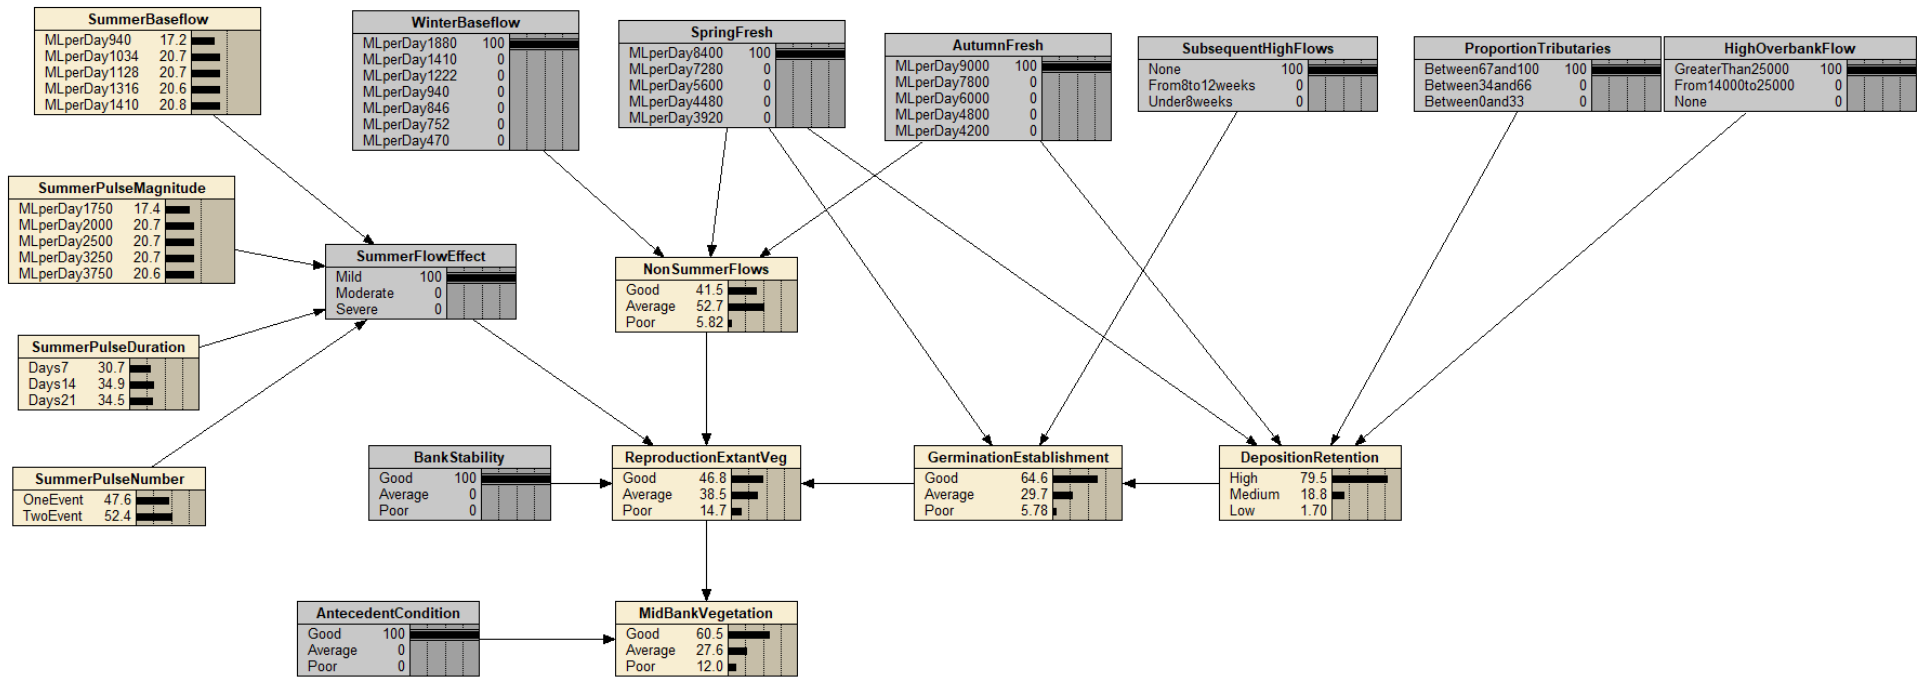 SummerBaseflow
MLperDay940 17.2
MLperDay1034 20.7
MLperDay1128 20.7
MLperDay1316 20.6
MLperDay1410 20.8
WinterBaseflow
MLperDay1880 100
MLperDay1410 0
MLperDay1222 0
MLperDay940 0
MLperDay846 0
MLperDay752 0
MLperDay470 0
SpringFresh
MLperDay8400 100
MLperDay7280 0
MLperDay5600 0
MLperDay4480 0
MLperDay3920 0
AutumnFresh
MLperDay9000 100
MLperDay7800 0
MLperDay6000 0
MLperDay4800 0
MLperDay4200 0
SubsequentHighFlows
None 100
From8to12weeks 0
Under8weeks 0
ProportionTributaries
Between67and100 100
Between34and66 0
Between0and33 0
HighOverbankFlow
GreaterThan25000 100
From14000to25000 0
None 0
SummerPulseMagnitude
MLperDay1750 17.4
MLperDay2000 20.7
MLperDay2500 20.7
MLperDay3250 20.7
MLperDay3750 20.6
SummerFlowEffect
Mild 100
Moderate 0
Severe 0
NonSummerFlows
Good 41.5
Average 52.7
Poor 5.82
SummerPulseDuration
Days7 30.7
Days14 34.9
Days21 34.5
SummerPulseNumber
OneEvent 47.6
TwoEvent 52.4
BankStability
Good 100
Average 0
Poor 0
ReproductionExtantVeg
Good 46.8
Average 38.5
Poor 14.7
GerminationEstablishment
Good 64.6
Average 29.7
Poor 5.78
DepositionRetention
High 79.5
Medium 18.8
Low 1.70
AntecedentCondition
Good 100
Average 0
Poor 0
MidBankVegetation
Good 60.5
Average 27.6
Poor 12.0